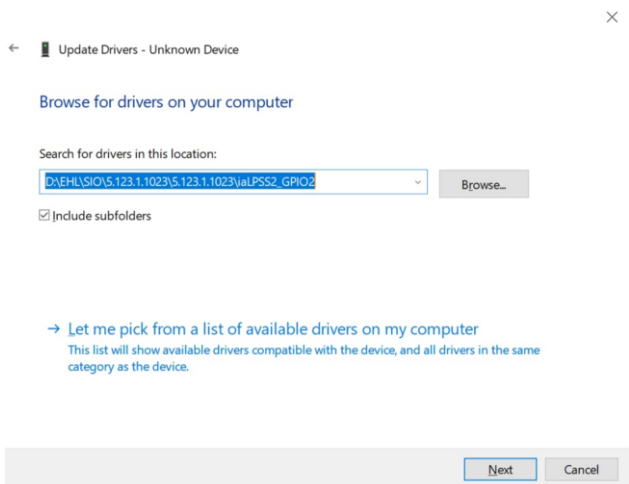 Update Drivers - Unknown Device
Browse for drivers on your computer
Search for drivers in this location:
D:\EHL\SIO\5.123.1.1023\5.123.1.1023\iaLPSS2_GPIO2
Browse...
Include subfolders
Let me pick from a list of available drivers on my computer
This list will show available drivers compatible with the device, and all drivers in the same
category as the device.
Next
Cancel